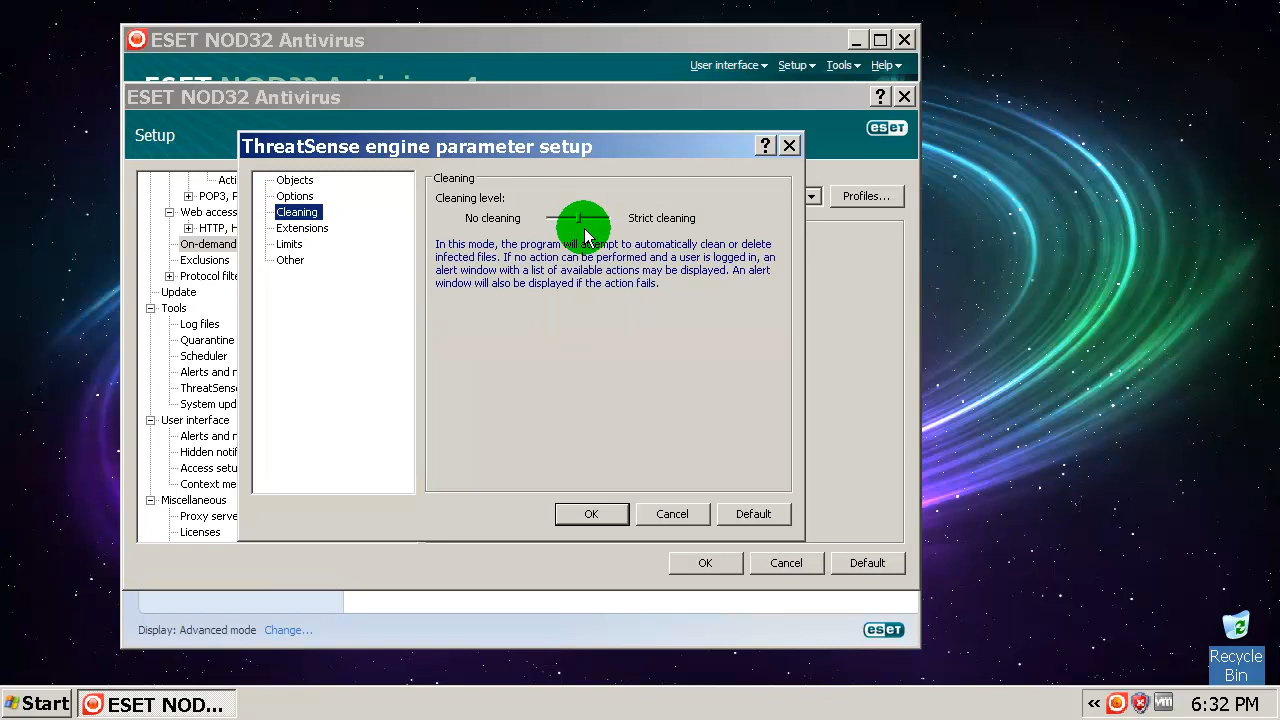 ESET NOD32 Antivirus
User interface
Setup
Tools
Help
ESET NOD32 Antivirus 4
ESET NOD32 Antivirus
?
Setup
eset
ThreatSense engine parameter setup
?
Acti
POP3,
Web access
HTTP, H
On-demand
Exclusions
Protocol filte
Update
Tools
Log files
Quarantine
Scheduler
Alerts and n
ThreatSense
System upd
User interface
Alerts and n
Hidden notif
Access setu
Context me
Miscellaneous
Proxy serve
Licenses
Objects
Options
Cleaning
Extensions
Limits
Other
Cleaning
Cleaning level:
No cleaning
Strict cleaning
In this mode, the program will attempt to automatically clean or delete
infected files. If no action can be performed and a user is logged in, an
alert window with a list of available actions may be displayed. An alert
window will also be displayed if the action fails.
OK
Cancel
Default
Profiles...
OK
Cancel
Default
Display: Advanced mode
Change...
eset
Recycle
Bin
Start
ESET NOD...
«
vm
6:32 PM